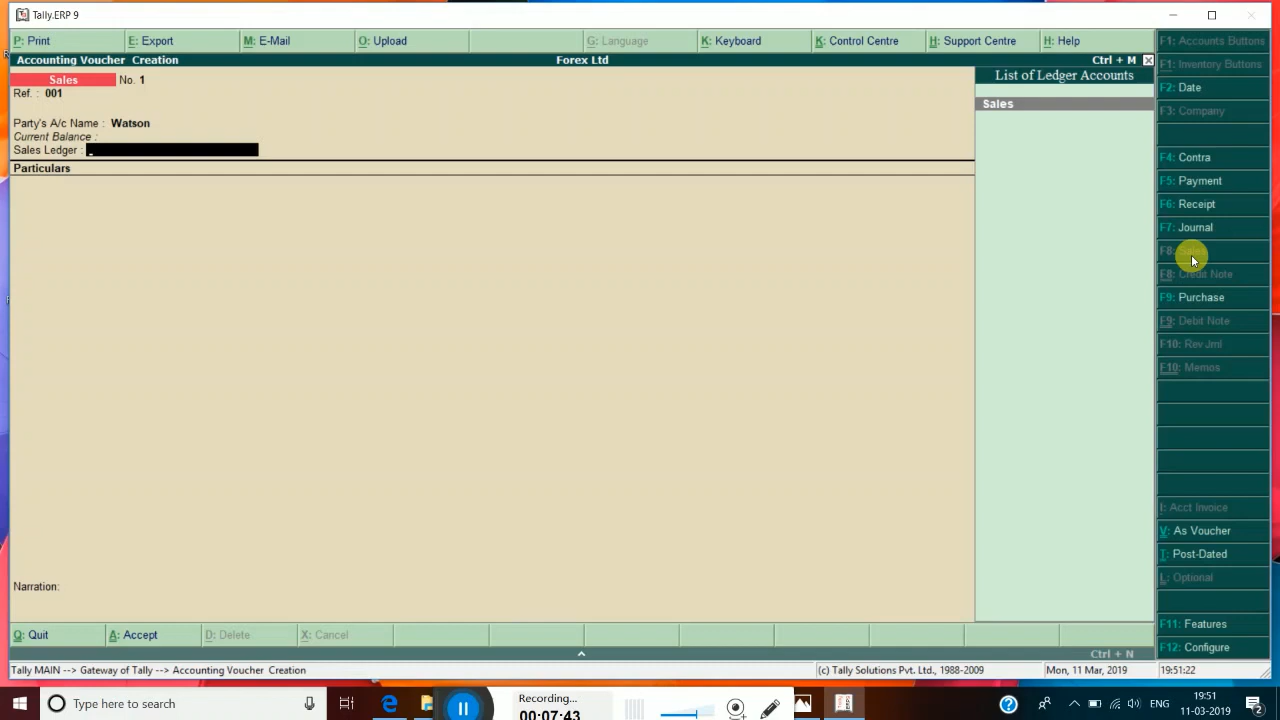 Tally.ERP 9
P: Print E: Export M: E-Mail O: Upload G: Language K: Keyboard K: Control Centre H: Support Centre H: Help
Accounting Voucher Creation Forex Ltd Ctrl + M
Sales No. 1
Ref. : 001
Party's A/c Name : Watson
Current Balance :
Sales Ledger :
Particulars
Narration:
List of Ledger Accounts
Sales
F1: Accounts Buttons
F1: Inventory Buttons
F2: Date
F3: Company
F4: Contra
F5: Payment
F6: Receipt
F7: Journal
F8: Sales
F8: Credit Note
F9: Purchase
F9: Debit Note
F10: Rev Jrnl
F10: Memos
I: Acct Invoice
V: As Voucher
T: Post-Dated
L: Optional
F11: Features
F12: Configure
Q: Quit A: Accept D: Delete X: Cancel
Ctrl + N
Tally MAIN --> Gateway of Tally --> Accounting Voucher Creation (c) Tally Solutions Pvt. Ltd., 1988-2009 Mon, 11 Mar, 2019 19:51:22
Type here to search
Recording...
00:07:43
ENG
19:51
11-03-2019
2